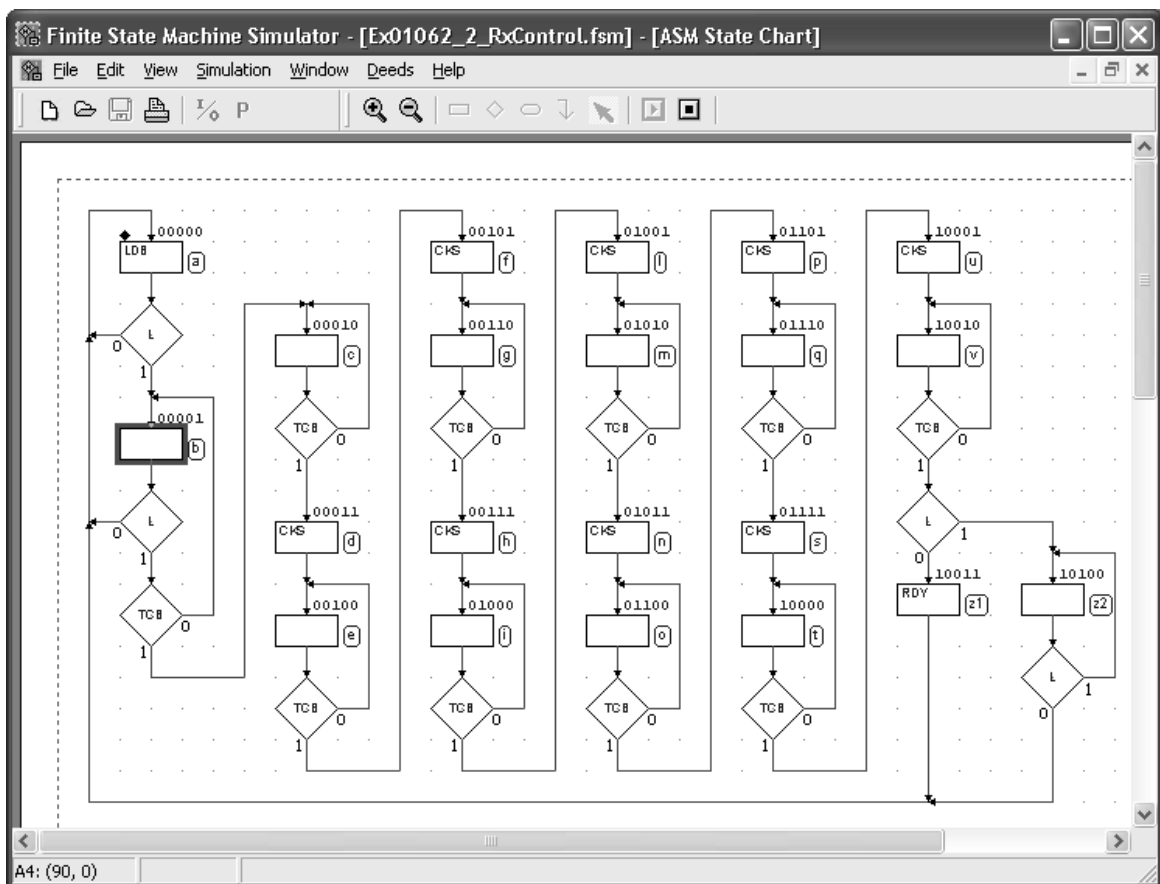 Finite State Machine Simulator - [Ex01062_2_RxControl.fsm] - [ASM State Chart]
File Edit View Simulation Window Deeds Help
I/O P
00000
LDB
a
L
0
1
00001
b
L
0
1
TCB
0
1
00010
c
TCB
0
1
00011
CKS
d
00100
e
TCB
0
1
00101
CKS
f
00110
g
TCB
0
1
00111
CKS
h
01000
i
TCB
0
1
01001
CKS
l
01010
m
TCB
0
1
01011
CKS
n
01100
o
TCB
0
1
01101
CKS
p
01110
q
TCB
0
1
01111
CKS
s
10000
t
TCB
0
1
10001
CKS
u
10010
v
TCB
0
1
L
1
0
10011
RDY
z1
10100
z2
L
1
0
A4: (90, 0)